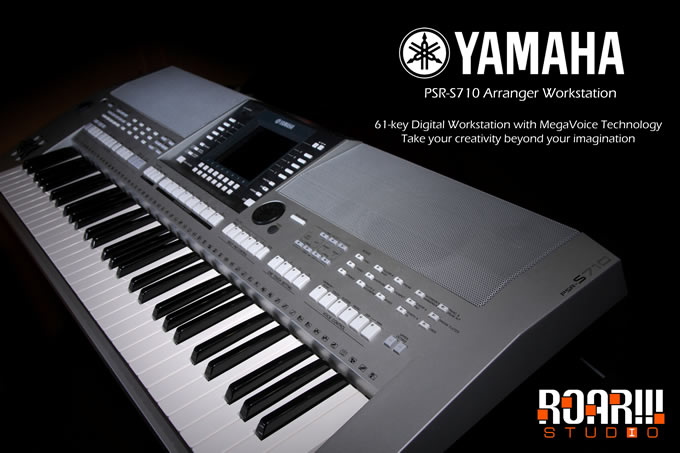 YAMAHA
PSR-S710 Arranger Workstation
61-key Digital Workstation with MegaVoice Technology
Take your creativity beyond your imagination
YAMAHA
PSR-S710
ROAR!!!
STUDIO